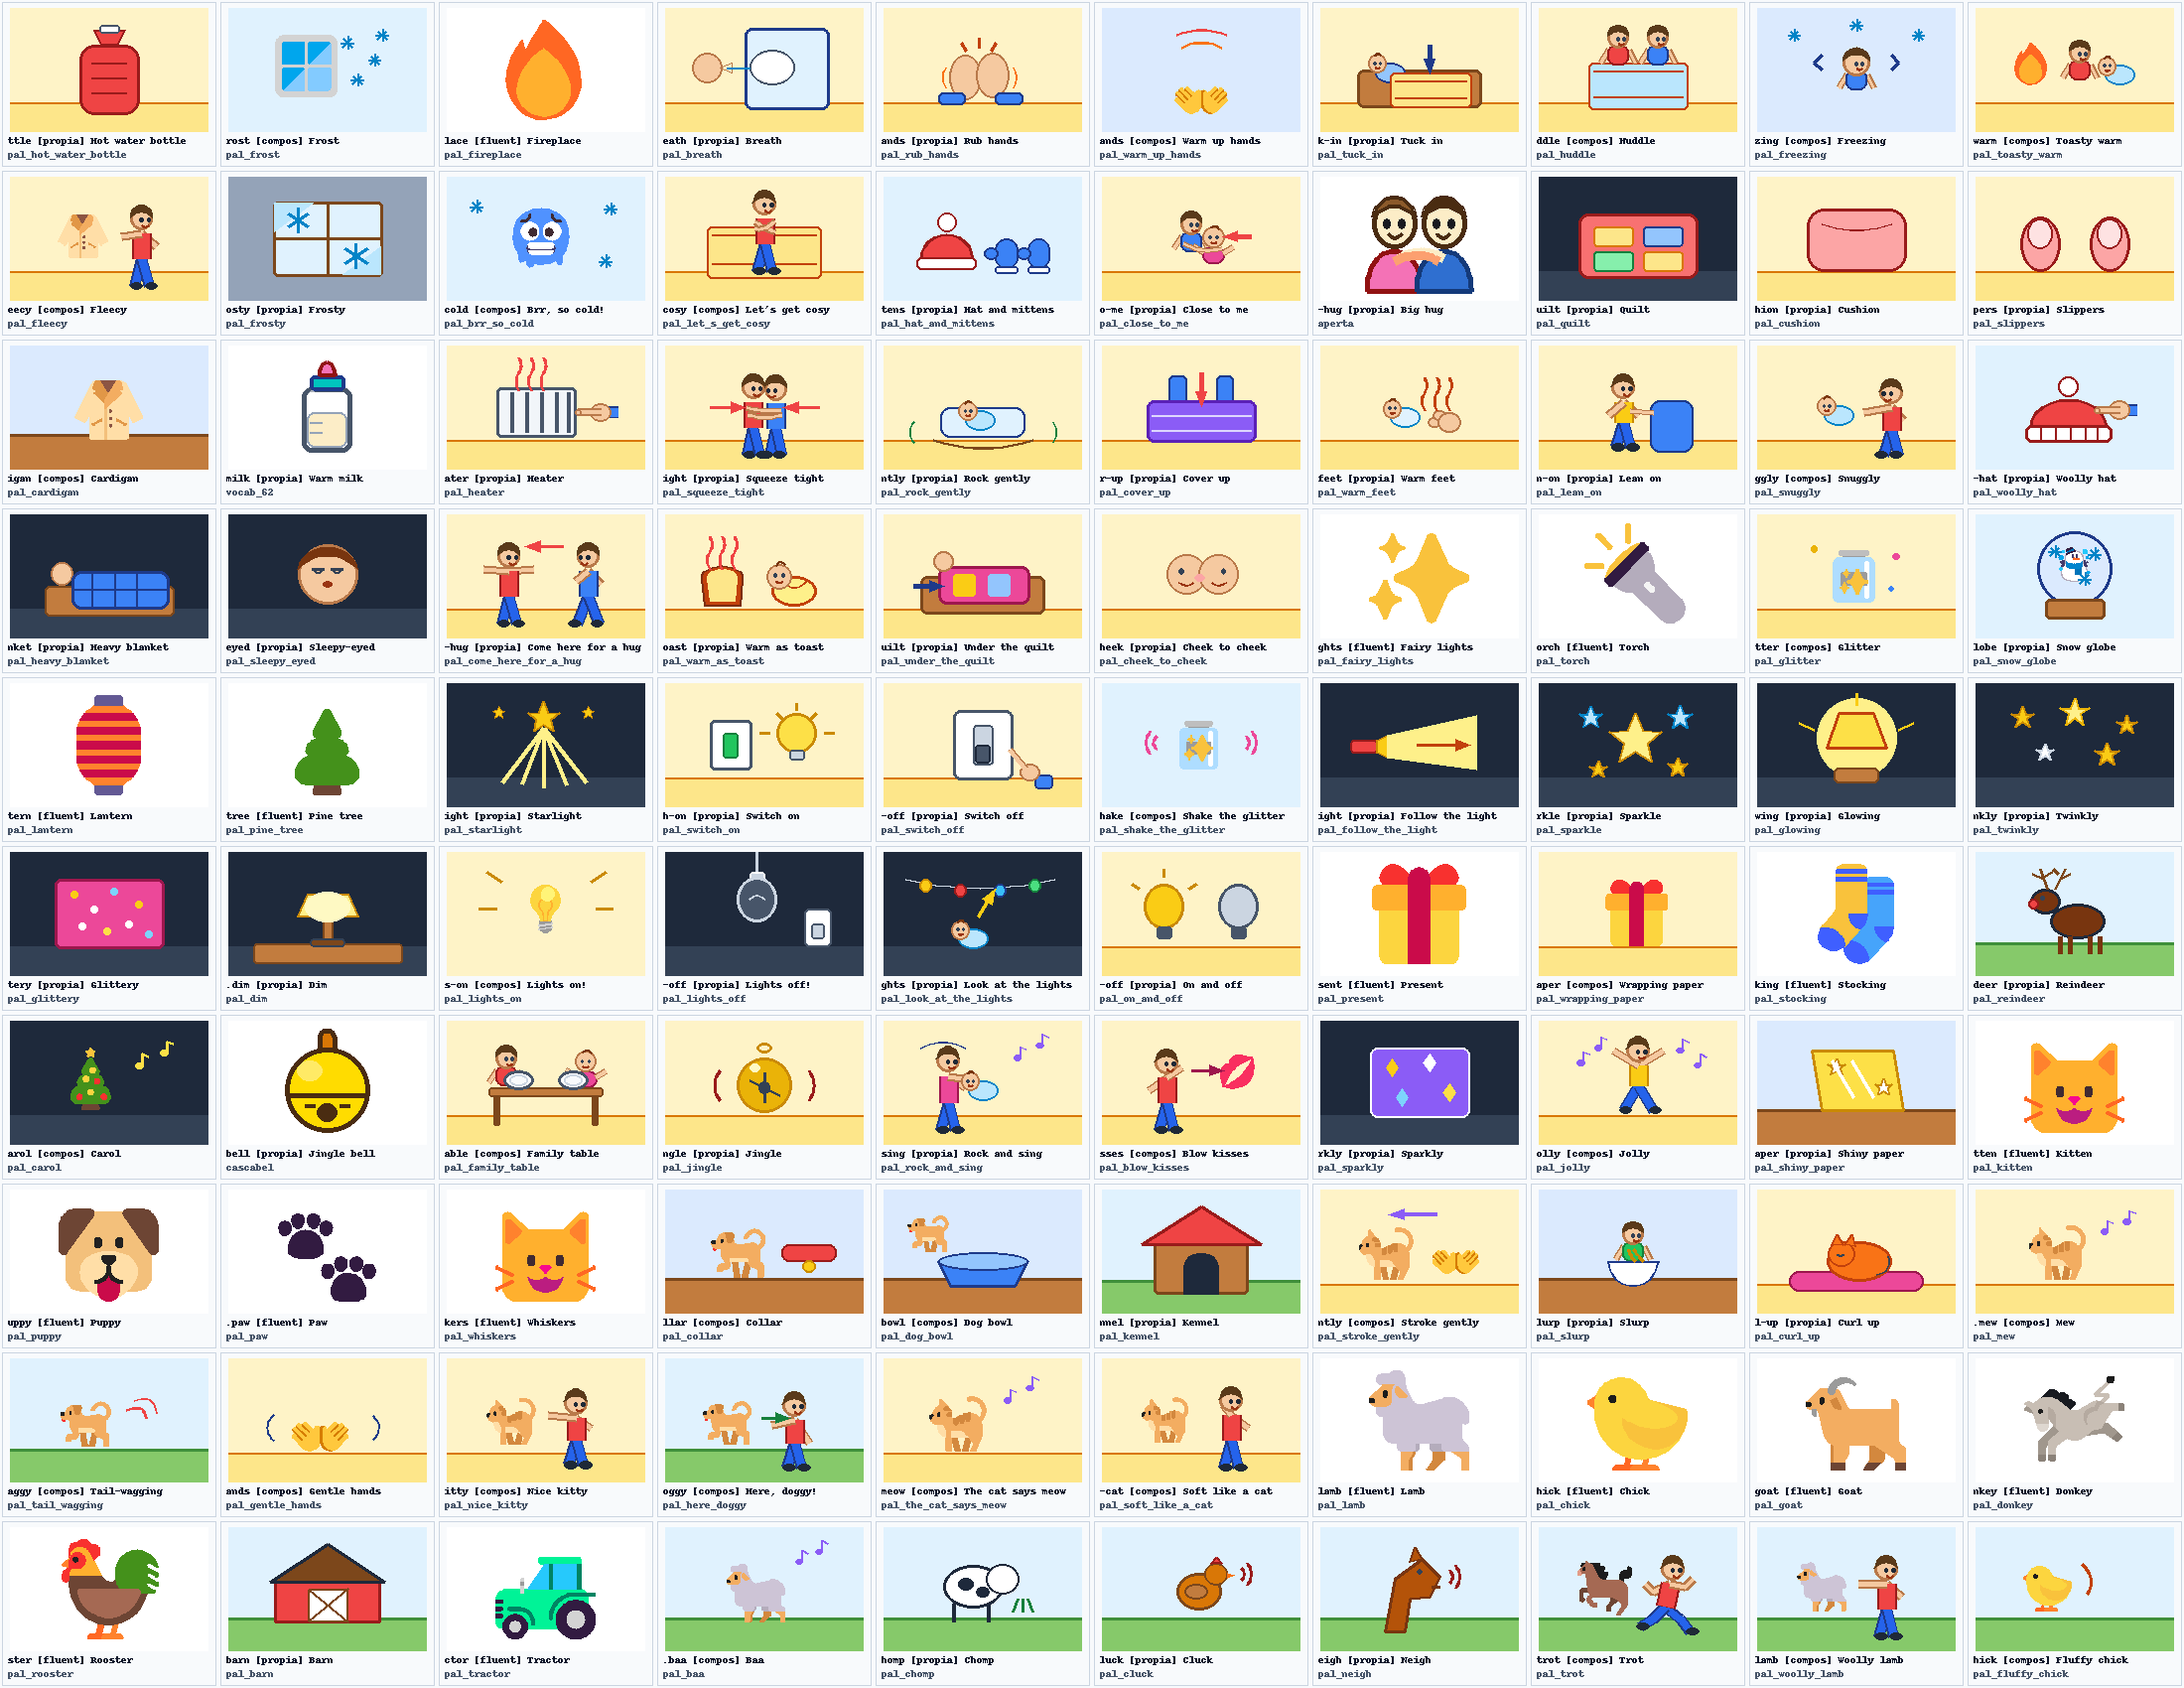 ttle [propia] Hot water bottle
pal_hot_water_bottle
rost [compos] Frost
pal_frost
lace [fluent] Fireplace
pal_fireplace
eath [propia] Breath
pal_breath
ands [propia] Rub hands
pal_rub_hands
ands [compos] Warm up hands
pal_warm_up_hands
k-in [propia] Tuck in
pal_tuck_in
ddle [compos] Huddle
pal_huddle
zing [compos] Freezing
pal_freezing
warm [compos] Toasty warm
pal_toasty_warm
eecy [compos] Fleecy
pal_fleecy
osty [propia] Frosty
pal_frosty
cold [compos] Brr, so cold!
pal_brr_so_cold
cosy [compos] Let's get cosy
pal_let_s_get_cosy
tens [propia] Hat and mittens
pal_hat_and_mittens
o-me [propia] Close to me
pal_close_to_me
-hug [propia] Big hug
aperta
uilt [propia] Quilt
pal_quilt
hion [propia] Cushion
pal_cushion
pers [propia] Slippers
pal_slippers
igan [compos] Cardigan
pal_cardigan
milk [propia] Warm milk
vocab_62
ater [propia] Heater
pal_heater
ight [propia] Squeeze tight
pal_squeeze_tight
ntly [propia] Rock gently
pal_rock_gently
r-up [propia] Cover up
pal_cover_up
feet [propia] Warm feet
pal_warm_feet
n-on [propia] Lean on
pal_lean_on
ggly [compos] Snuggly
pal_snuggly
-hat [propia] Woolly hat
pal_woolly_hat
nket [propia] Heavy blanket
pal_heavy_blanket
eyed [propia] Sleepy-eyed
pal_sleepy_eyed
-hug [propia] Come here for a hug
pal_come_here_for_a_hug
oast [propia] Warm as toast
pal_warm_as_toast
uilt [propia] Under the quilt
pal_under_the_quilt
heek [propia] Cheek to cheek
pal_cheek_to_cheek
ghts [fluent] Fairy lights
pal_fairy_lights
orch [fluent] Torch
pal_torch
tter [compos] Glitter
pal_glitter
lobe [propia] Snow globe
pal_snow_globe
tern [fluent] Lantern
pal_lantern
tree [fluent] Pine tree
pal_pine_tree
ight [propia] Starlight
pal_starlight
h-on [propia] Switch on
pal_switch_on
-off [propia] Switch off
pal_switch_off
hake [compos] Shake the glitter
pal_shake_the_glitter
ight [propia] Follow the light
pal_follow_the_light
rkle [propia] Sparkle
pal_sparkle
wing [propia] Glowing
pal_glowing
nkly [propia] Twinkly
pal_twinkly
tery [propia] Glittery
pal_glittery
.dim [propia] Dim
pal_dim
s-on [compos] Lights on!
pal_lights_on
-off [propia] Lights off!
pal_lights_off
ghts [propia] Look at the lights
pal_look_at_the_lights
-off [propia] On and off
pal_on_and_off
sent [fluent] Present
pal_present
aper [compos] Wrapping paper
pal_wrapping_paper
king [fluent] Stocking
pal_stocking
deer [propia] Reindeer
pal_reindeer
arol [compos] Carol
pal_carol
bell [propia] Jingle bell
cascabel
able [compos] Family table
pal_family_table
ngle [propia] Jingle
pal_jingle
sing [propia] Rock and sing
pal_rock_and_sing
sses [compos] Blow kisses
pal_blow_kisses
rkly [propia] Sparkly
pal_sparkly
olly [compos] Jolly
pal_jolly
aper [propia] Shiny paper
pal_shiny_paper
tten [fluent] Kitten
pal_kitten
uppy [fluent] Puppy
pal_puppy
.paw [fluent] Paw
pal_paw
kers [fluent] Whiskers
pal_whiskers
llar [compos] Collar
pal_collar
bowl [compos] Dog bowl
pal_dog_bowl
nnel [propia] Kennel
pal_kennel
ntly [compos] Stroke gently
pal_stroke_gently
lurp [propia] Slurp
pal_slurp
l-up [propia] Curl up
pal_curl_up
.mew [compos] Mew
pal_mew
aggy [compos] Tail-wagging
pal_tail_wagging
ands [compos] Gentle hands
pal_gentle_hands
itty [compos] Nice kitty
pal_nice_kitty
oggy [compos] Here, doggy!
pal_here_doggy
meow [compos] The cat says meow
pal_the_cat_says_meow
-cat [compos] Soft like a cat
pal_soft_like_a_cat
lamb [fluent] Lamb
pal_lamb
hick [fluent] Chick
pal_chick
goat [fluent] Goat
pal_goat
nkey [fluent] Donkey
pal_donkey
ster [fluent] Rooster
pal_rooster
barn [propia] Barn
pal_barn
ctor [fluent] Tractor
pal_tractor
.baa [compos] Baa
pal_baa
homp [propia] Chomp
pal_chomp
luck [propia] Cluck
pal_cluck
eigh [propia] Neigh
pal_neigh
trot [compos] Trot
pal_trot
lamb [compos] Woolly lamb
pal_woolly_lamb
hick [compos] Fluffy chick
pal_fluffy_chick